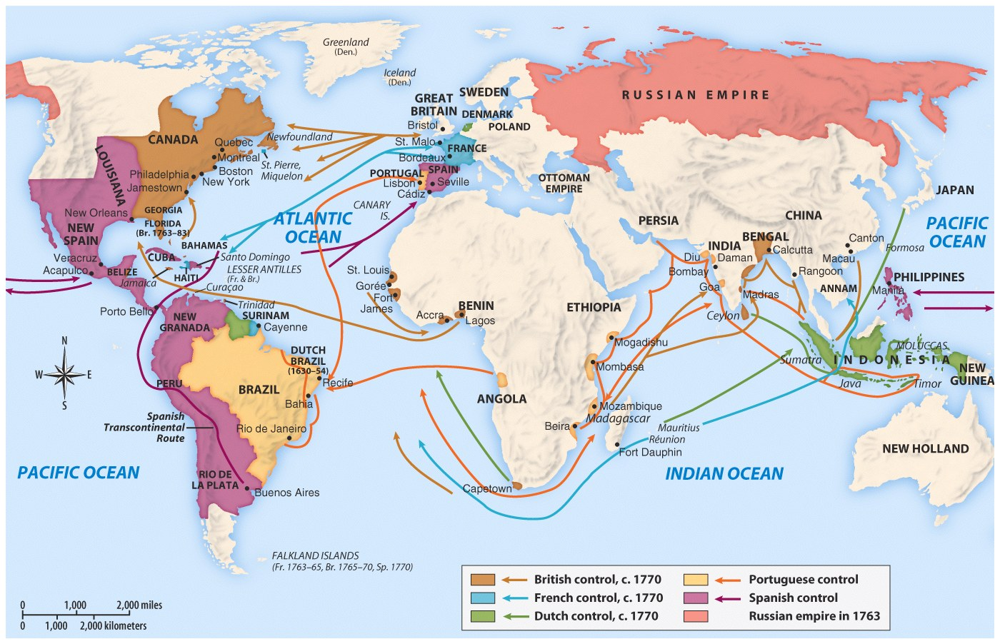 Greenland
(Den.)
Iceland
(Den.)
GREAT
BRITAIN
SWEDEN
DENMARK
POLAND
RUSSIAN EMPIRE
Bristol
St. Malo
FRANCE
Bordeaux
PORTUGAL
SPAIN
Lisbon
Seville
Cádiz
OTTOMAN
EMPIRE
CANADA
Newfoundland
Quebec
Montreal
St. Pierre,
Miquelon
Boston
New York
Philadelphia
Jamestown
LOUISIANA
New Orleans
GEORGIA
FLORIDA
(Br. 1763–83)
NEW
SPAIN
ATLANTIC
OCEAN
CANARY
IS.
BAHAMAS
CUBA
Santo Domingo
LESSER ANTILLES
(Fr. & Br.)
HAITI
Veracruz
Acapulco
BELIZE
Jamaica
Curaçao
Trinidad
Porto Bello
NEW
GRANADA
SURINAM
Cayenne
DUTCH
BRAZIL
(1630–54)
Recife
PERU
BRAZIL
Bahia
Spanish
Transcontinental
Route
Rio de Janeiro
RIO DE
LA PLATA
Buenos Aires
PACIFIC OCEAN
FALKLAND ISLANDS
(Fr. 1763–65, Br. 1765–70, Sp. 1770)
N
W
E
S
St. Louis
Gorée
Fort
James
Accra
BENIN
Lagos
ETHIOPIA
Mogadishu
Mombasa
ANGOLA
Mozambique
Madagascar
Beira
Fort Dauphin
Capetown
Mauritius
Réunion
INDIAN OCEAN
PERSIA
CHINA
JAPAN
PACIFIC
OCEAN
INDIA
BENGAL
Diu
Daman
Calcutta
Bombay
Goa
Madras
Ceylon
Rangoon
Canton
Macau
Formosa
ANNAM
PHILIPPINES
Manila
MOLUCCAS
Sumatra
INDONESIA
NEW
GUINEA
Java
Timor
NEW HOLLAND
British control, c. 1770
French control, c. 1770
Dutch control, c. 1770
Portuguese control
Spanish control
Russian empire in 1763
0
1,000
2,000 miles
0
1,000
2,000 kilometers